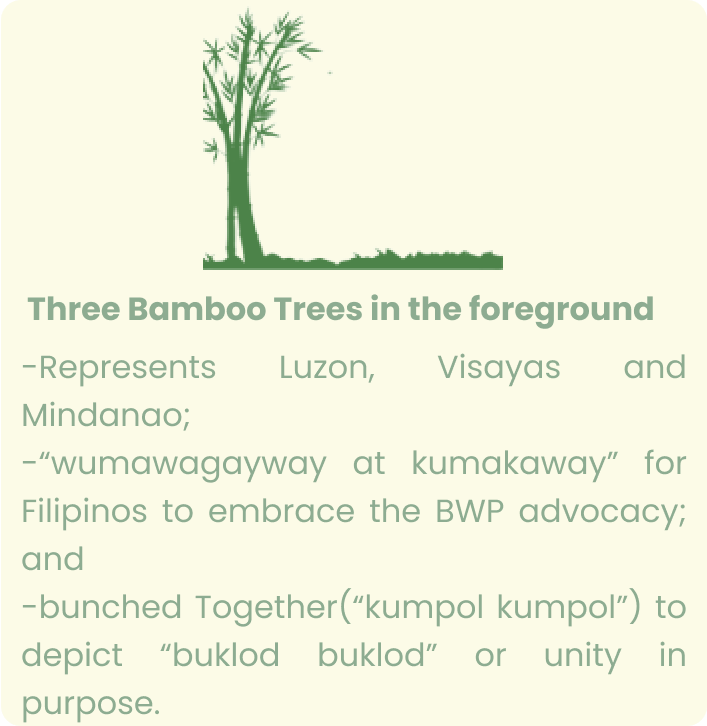 Three Bamboo Trees in the foreground
-Represents Luzon, Visayas and
Mindanao;
-“wumawagayway at kumakaway” for
Filipinos to embrace the BWP advocacy;
and
-bunched Together(“kumpol kumpol”) to
depict “buklod buklod” or unity in
purpose.